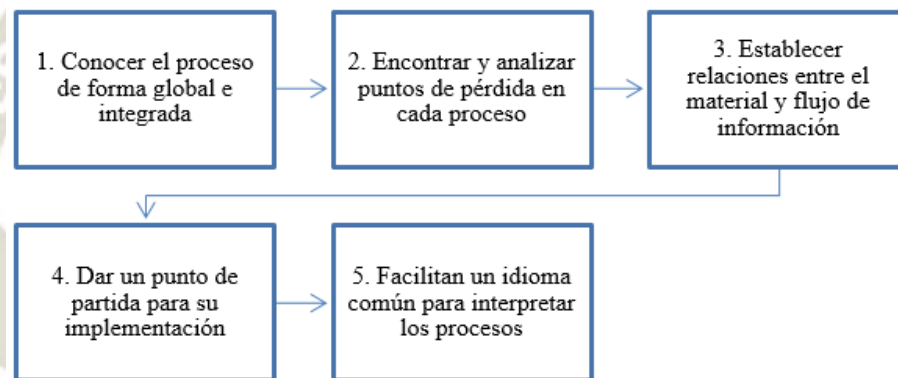 1. Conocer el proceso
de forma global e
integrada
2. Encontrar y analizar
puntos de pérdida en
cada proceso
3. Establecer
relaciones entre el
material y flujo de
información
4. Dar un punto de
partida para su
implementación
5. Facilitan un idioma
común para interpretar
los procesos